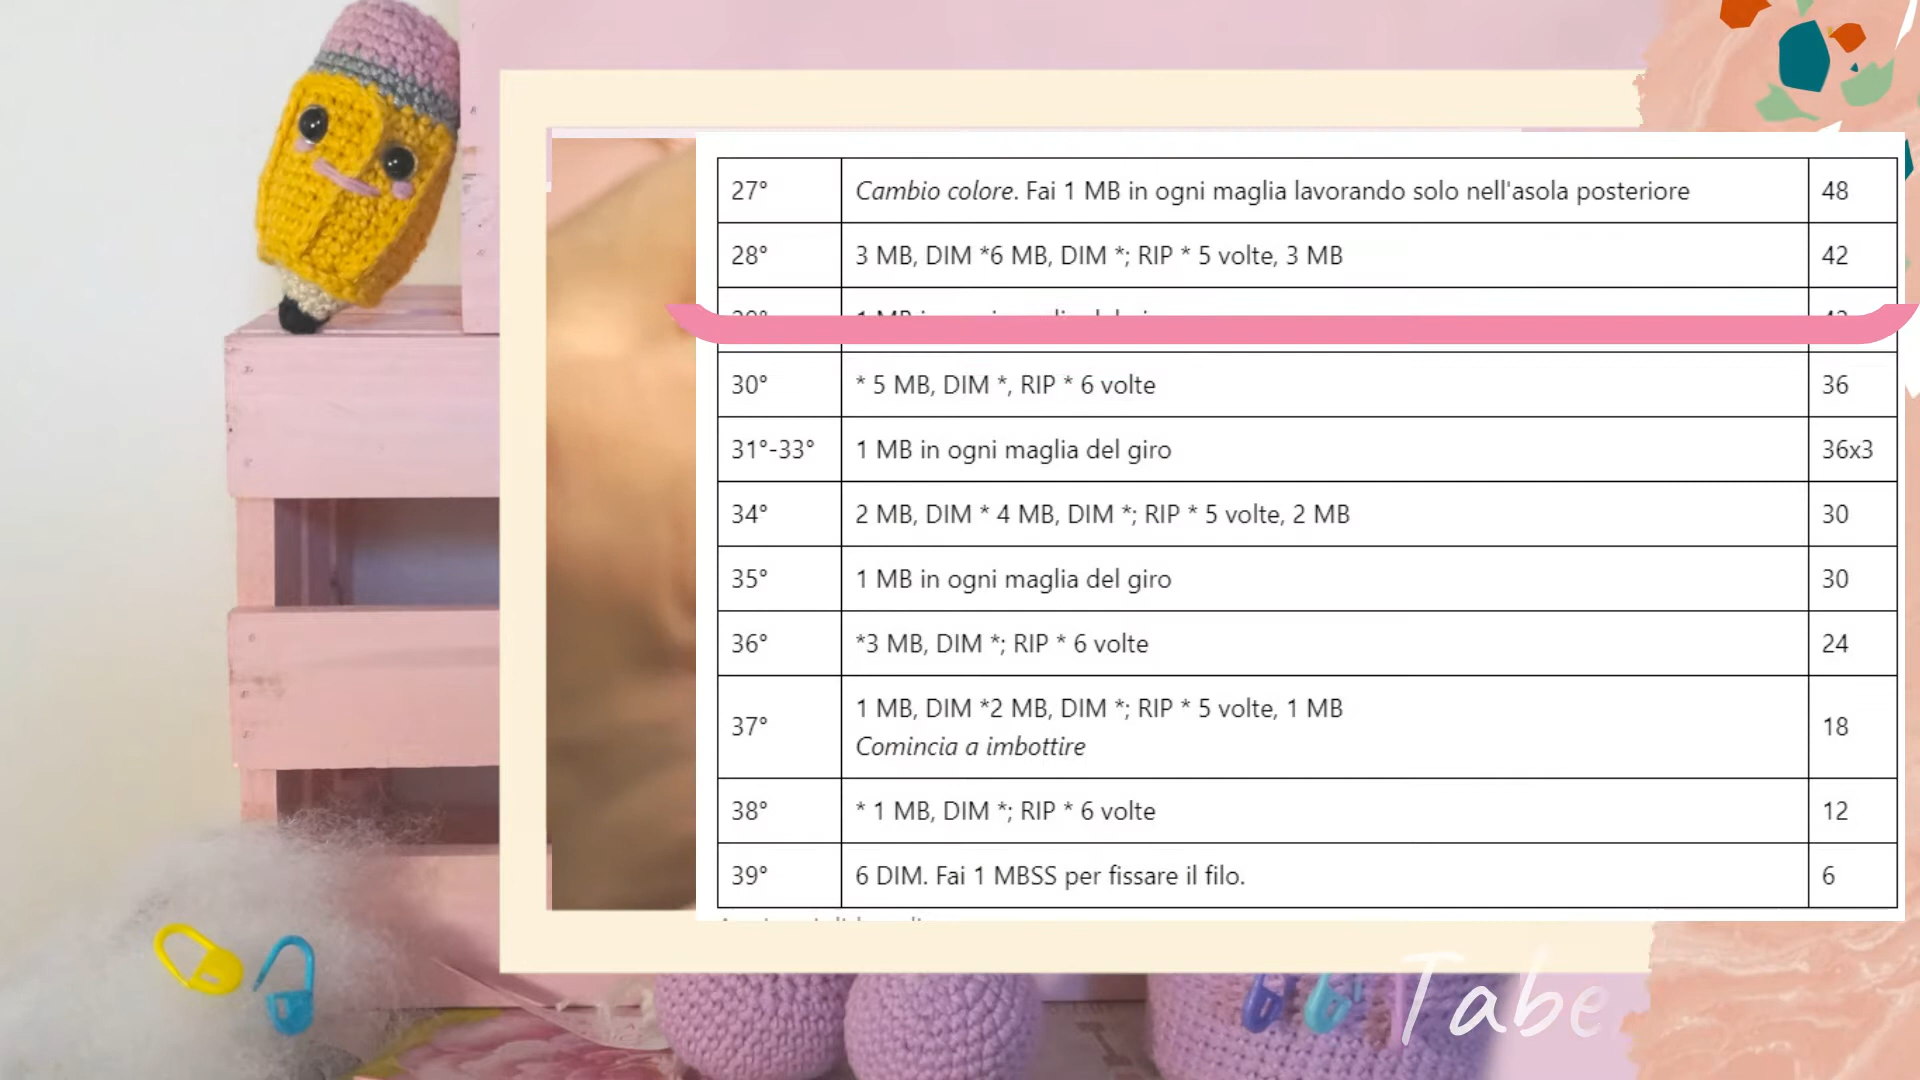 27° Cambio colore. Fai 1 MB in ogni maglia lavorando solo nell'asola posteriore 48
28° 3 MB, DIM *6 MB, DIM *; RIP * 5 volte, 3 MB 42
30° * 5 MB, DIM *, RIP * 6 volte 36
31°-33° 1 MB in ogni maglia del giro 36x3
34° 2 MB, DIM * 4 MB, DIM *; RIP * 5 volte, 2 MB 30
35° 1 MB in ogni maglia del giro 30
36° *3 MB, DIM *; RIP * 6 volte 24
37° 1 MB, DIM *2 MB, DIM *; RIP * 5 volte, 1 MB 18
Comincia a imbottire
38° * 1 MB, DIM *; RIP * 6 volte 12
39° 6 DIM. Fai 1 MBSS per fissare il filo. 6
Tabe